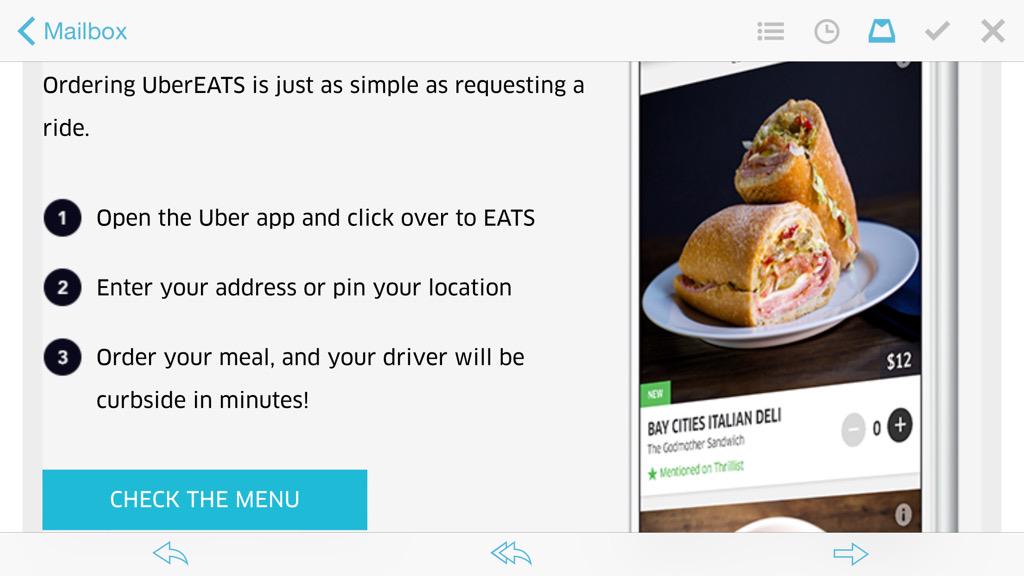 Mailbox
Ordering UberEATS is just as simple as requesting a
ride.
1 Open the Uber app and click over to EATS
2 Enter your address or pin your location
3 Order your meal, and your driver will be
curbside in minutes!
CHECK THE MENU
$12
NEW
BAY CITIES ITALIAN DELI
The Godmother Sandwich
★ Mentioned on Thrillist
− 0 +
i